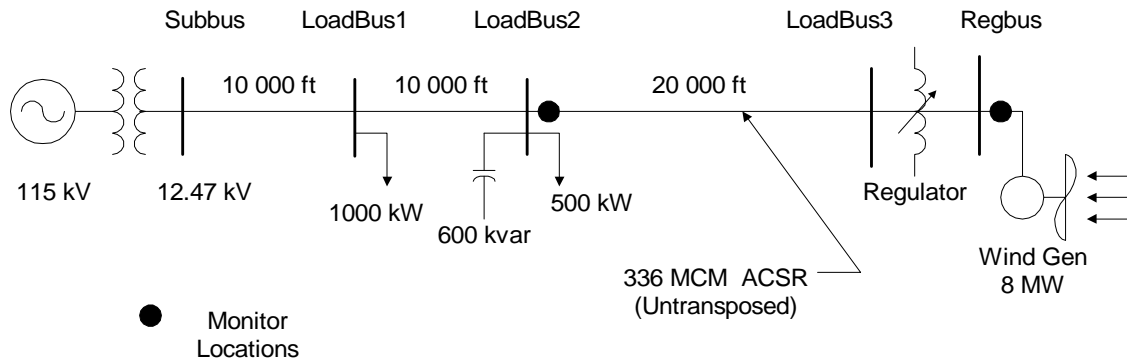 Subbus
LoadBus1
LoadBus2
LoadBus3
Regbus
10 000 ft
10 000 ft
20 000 ft
115 kV
12.47 kV
1000 kW
600 kvar
500 kW
Regulator
336 MCM ACSR
(Untransposed)
Wind Gen
8 MW
Monitor
Locations